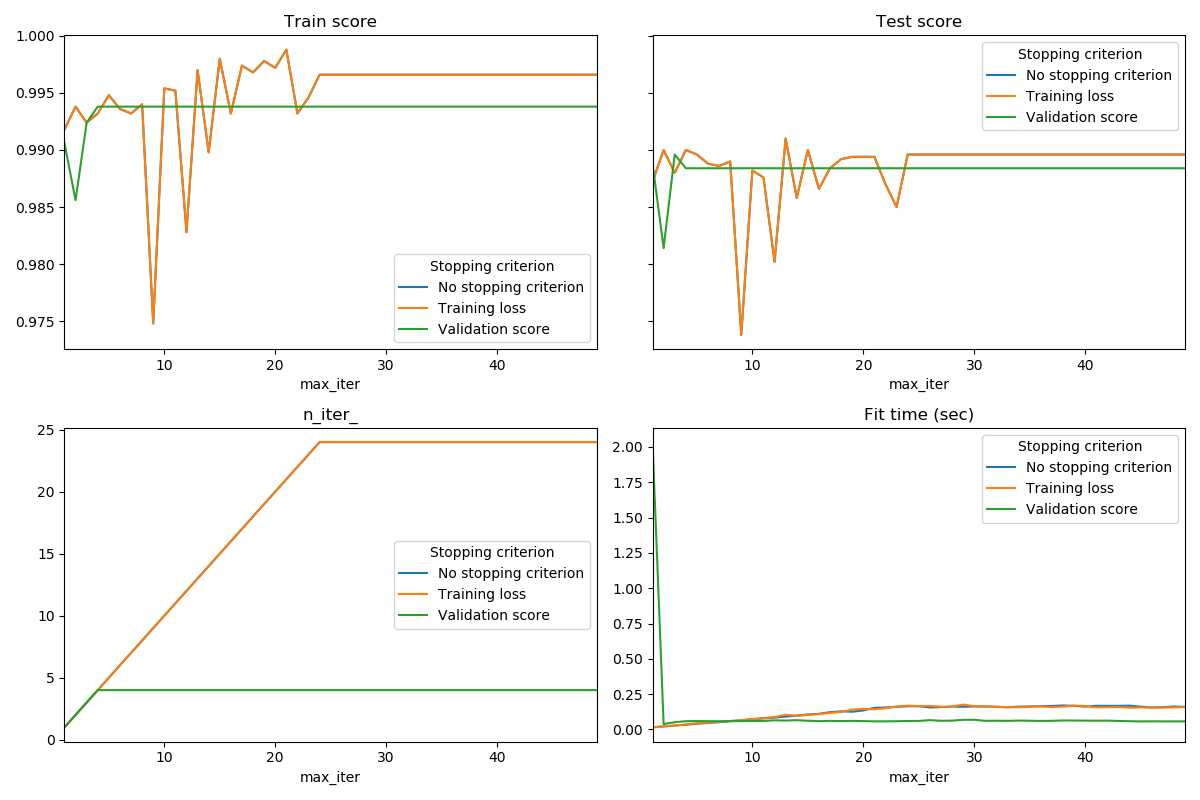 Train score
1.000
0.995
0.990
0.985
0.980
0.975
10 20 30 40
max_iter
Stopping criterion
No stopping criterion
Training loss
Validation score
Test score
10 20 30 40
max_iter
Stopping criterion
No stopping criterion
Training loss
Validation score
n_iter_
25
20
15
10
5
0
10 20 30 40
max_iter
Stopping criterion
No stopping criterion
Training loss
Validation score
Fit time (sec)
2.00
1.75
1.50
1.25
1.00
0.75
0.50
0.25
0.00
10 20 30 40
max_iter
Stopping criterion
No stopping criterion
Training loss
Validation score